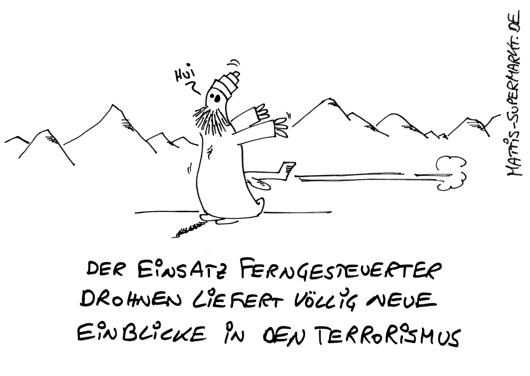 Hui
MATTIS-SUPERMARKT.DE
DER EINSATZ FERNGESTEUERTER
DROHNEN LIEFERT VÖLLIG NEUE
EINBLICKE IN DEN TERRORISMUS